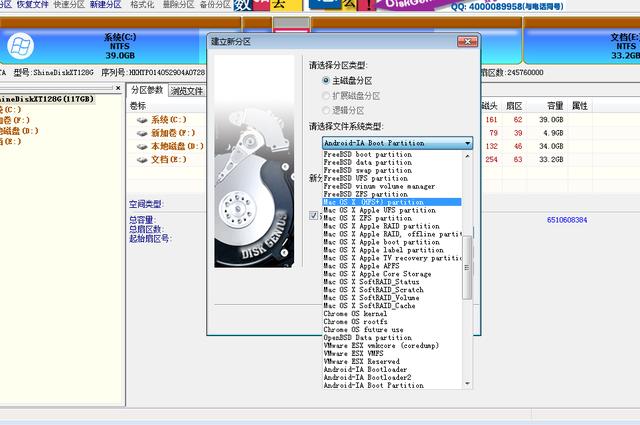 分区 恢复文件 快速分区 新建分区 格式化 删除分区 备份分区
QQ: 4000089958(与电话同号)
系统(C:)
NTFS
39.0GB
文档(E:)
NTFS
33.2GB
型号:ShineDiskXT128G 序列号:HKMYP014052904A0728
扇区数:245760000
ineDiskXT128G(117GB)
分区参数 浏览文件
卷标
磁头 扇区 容量 属性
系统(C:) 161 62 39.0GB
新加卷(F:) 79 39 4.9GB
本地磁盘(D:) 132 46 34.0GB
文档(E:) 254 63 33.2GB
空间类型:
总容量:
总扇区数:
起始扇区号:
6510608384
建立新分区
请选择分区类型:
主磁盘分区
扩展磁盘分区
逻辑分区
请选择文件系统类型:
Android-IA Boot Partition
新分
DISK GENIUS
FreeBSD boot partition
FreeBSD data partition
FreeBSD swap partition
FreeBSD UFS partition
FreeBSD vinum volume manager
FreeBSD ZFS partition
Mac OS X (HFS+) partition
Mac OS X Apple UFS partition
Mac OS X ZFS partition
Mac OS X Apple RAID partition
Mac OS X Apple RAID, offline partit
Mac OS X Apple boot partition
Mac OS X Apple label partition
Mac OS X Apple TV recovery partitio
Mac OS X Apple APFS
Mac OS X Apple Core Storage
Mac OS X SoftRAID_Status
Mac OS X SoftRAID_Scratch
Mac OS X SoftRAID_Volume
Mac OS X SoftRAID_Cache
Chrome OS kernel
Chrome OS rootfs
Chrome OS future use
OpenBSD Data partition
VMware ESX vmkcore (coredump)
VMware ESX VMFS
VMware ESX Reserved
Android-IA Bootloader
Android-IA Bootloader2
Android-IA Boot Partition